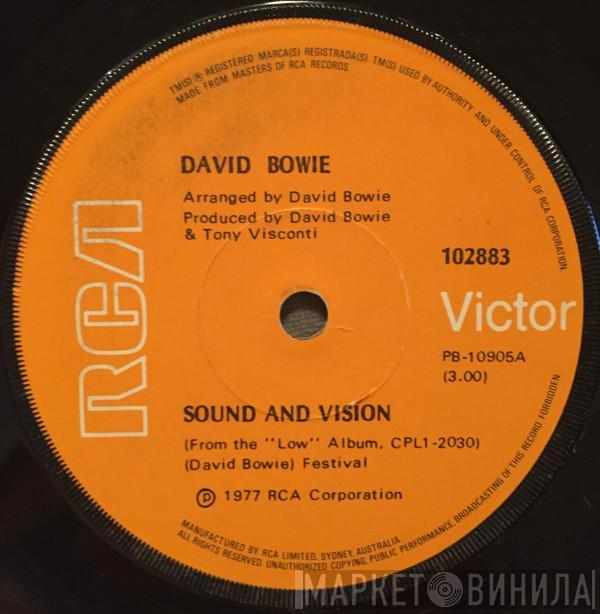 TM(S) ® REGISTERED MARCA(S) REGISTRADA(S). TM(S) USED BY AUTHORITY AND UNDER CONTROL OF RCA CORPORATION.
MADE FROM MASTERS OF RCA RECORDS.
DAVID BOWIE
Arranged by David Bowie
Produced by David Bowie
& Tony Visconti
RCA
102883
Victor
PB-10905A
(3.00)
SOUND AND VISION
(From the "Low" Album, CPL1-2030)
(David Bowie) Festival
℗ 1977 RCA Corporation
MANUFACTURED BY RCA LIMITED, SYDNEY, AUSTRALIA.
ALL RIGHTS RESERVED. UNAUTHORIZED COPYING, PUBLIC PERFORMANCE, BROADCASTING OF THIS RECORD FORBIDDEN.
МАРКЕТ ВИНИЛА